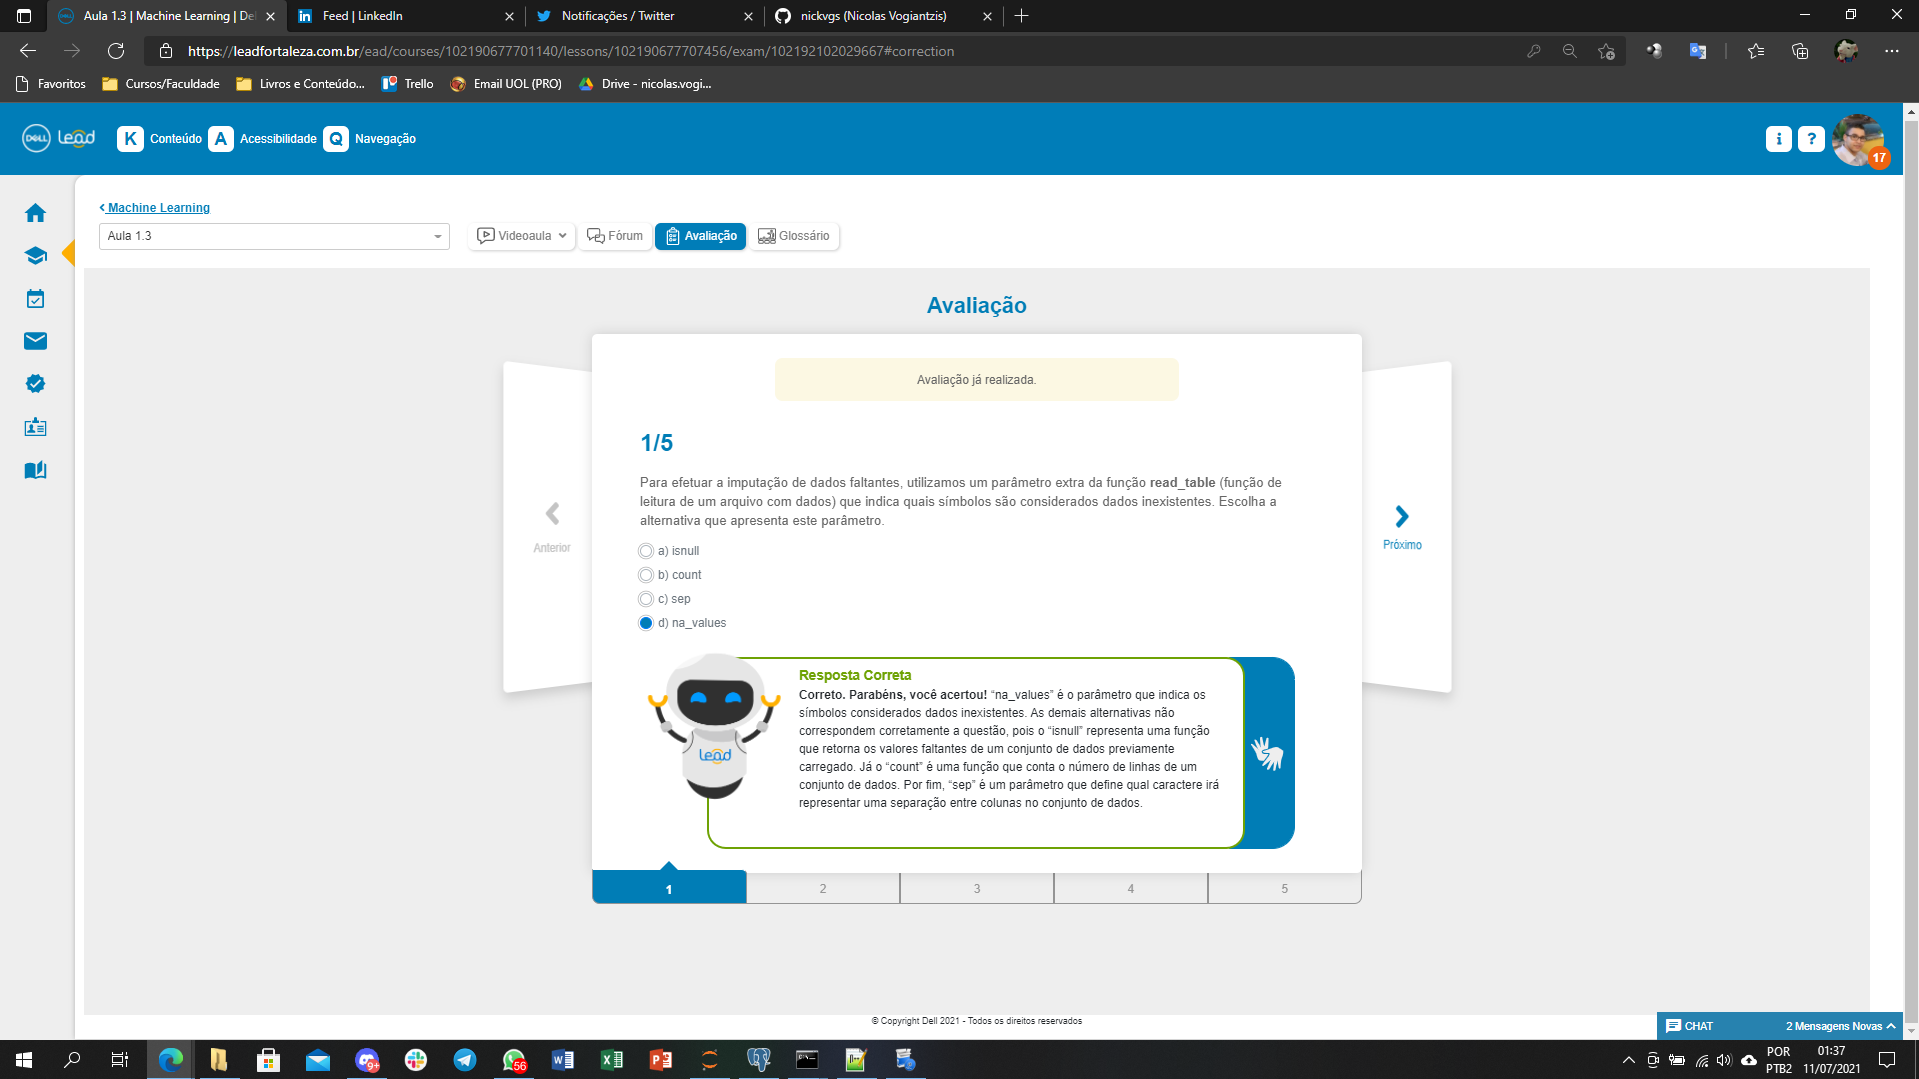 Aula 1.3 | Machine Learning | De
Feed | LinkedIn
Notificações / Twitter
nickvgs (Nicolas Vogiantzis)
https://leadfortaleza.com.br/ead/courses/102190677701140/lessons/102190677707456/exam/102192102029667#correction
Favoritos
Cursos/Faculdade
Livros e Conteúdo...
Trello
Email UOL (PRO)
Drive - nicolas.vogi...
DELL Lead
K Conteúdo A Acessibilidade Q Navegação
i ?
17
Machine Learning
Aula 1.3
Videoaula
Fórum
Avaliação
Glossário
Avaliação
Avaliação já realizada.
1/5
Para efetuar a imputação de dados faltantes, utilizamos um parâmetro extra da função read_table (função de
leitura de um arquivo com dados) que indica quais símbolos são considerados dados inexistentes. Escolha a
alternativa que apresenta este parâmetro.
Anterior
Próximo
a) isnull
b) count
c) sep
d) na_values
Resposta Correta
Correto. Parabéns, você acertou! “na_values” é o parâmetro que indica os
símbolos considerados dados inexistentes. As demais alternativas não
correspondem corretamente a questão, pois o “isnull” representa uma função
que retorna os valores faltantes de um conjunto de dados previamente
carregado. Já o “count” é uma função que conta o número de linhas de um
conjunto de dados. Por fim, “sep” é um parâmetro que define qual caractere irá
representar uma separação entre colunas no conjunto de dados.
Lead
1 2 3 4 5
© Copyright Dell 2021 - Todos os direitos reservados
CHAT
2 Mensagens Novas
9+
56
POR
PTB2
01:37
11/07/2021